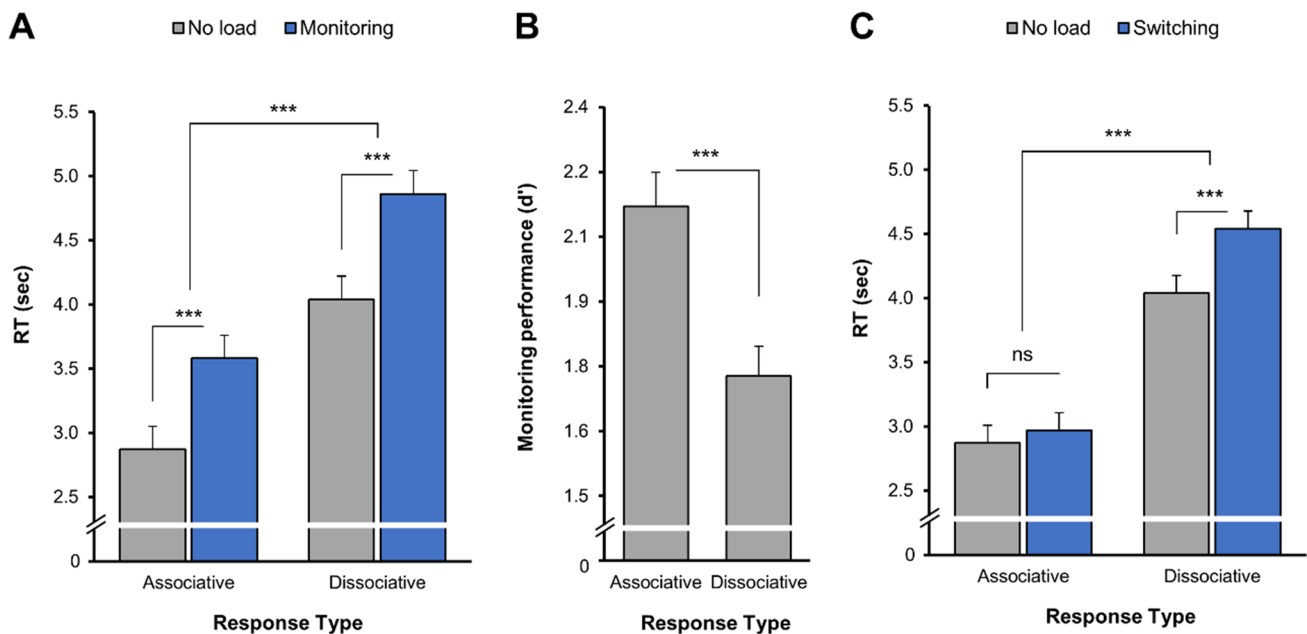 A
No load
Monitoring
5.5
5.0
4.5
4.0
3.5
3.0
2.5
0
RT (sec)
***
***
***
Associative
Dissociative
Response Type
B
2.4
2.2
2.1
1.9
1.8
1.6
1.5
0
Monitoring performance (d')
***
Associative
Dissociative
Response Type
C
No load
Switching
5.5
5.0
4.5
4.0
3.5
3.0
2.5
0
RT (sec)
***
***
ns
Associative
Dissociative
Response Type